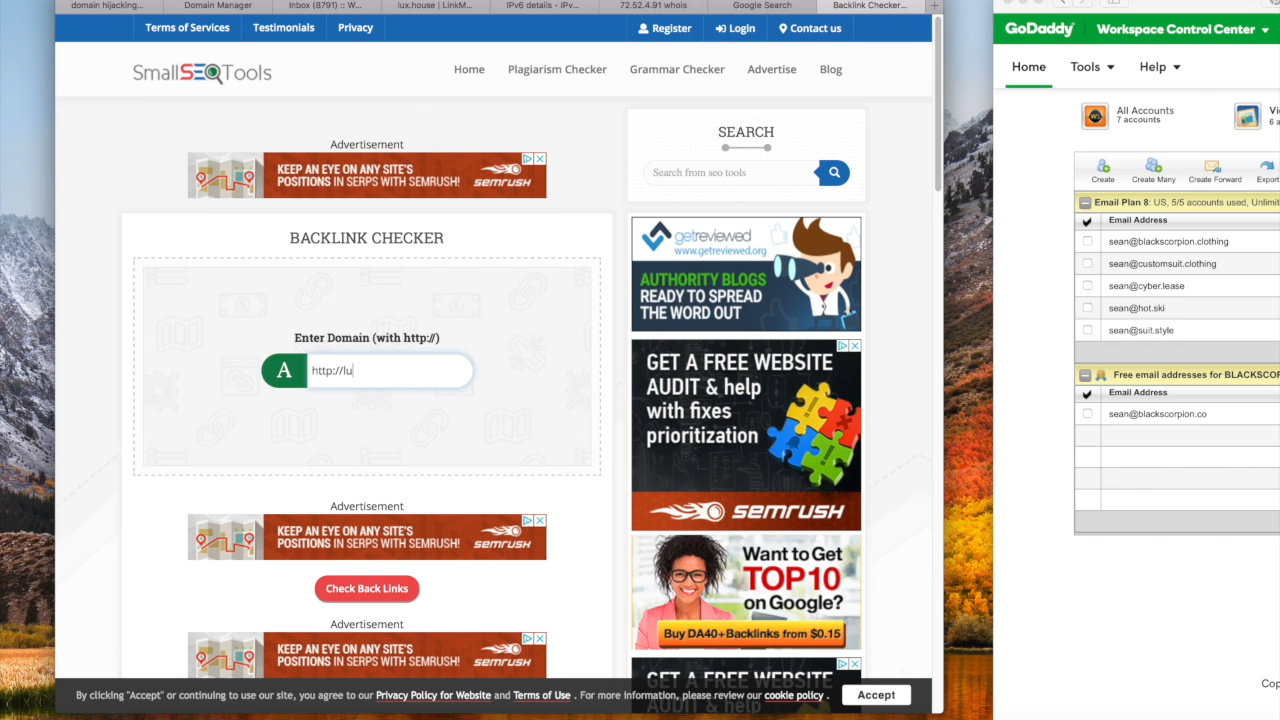 domain hijacking...
Domain Manager
Inbox (8791) :: W...
lux.house | LinkM...
IPv6 details - IPv...
72.52.4.91 whois
Google Search
Backlink Checker...
Terms of Services
Testimonials
Privacy
Register
Login
Contact us
SmallSEOTools
Home
Plagiarism Checker
Grammar Checker
Advertise
Blog
Advertisement
KEEP AN EYE ON ANY SITE'S
POSITIONS IN SERPS WITH SEMRUSH!
SEMRUSH
SEARCH
Search from seo tools
BACKLINK CHECKER
Enter Domain (with http://)
A
http://lu
getreviewed
www.getreviewed.org
AUTHORITY BLOGS
READY TO SPREAD
THE WORD OUT
GET A FREE WEBSITE
AUDIT & help
with fixes
prioritization
SEMRUSH
Advertisement
KEEP AN EYE ON ANY SITE'S
POSITIONS IN SERPS WITH SEMRUSH!
SEMRUSH
Want to Get
TOP10
on Google?
Buy DA40+Backlinks from $0.15
Check Back Links
Advertisement
KEEP AN EYE ON ANY SITE'S
POSITIONS IN SERPS WITH SEMRUSH!
SEMRUSH
GET A FREE WEBSITE
AUDIT & help
By clicking "Accept" or continuing to use our site, you agree to our Privacy Policy for Website and Terms of Use . For more information, please review our cookie policy .
Accept
GoDaddy
Workspace Control Center
Home
Tools
Help
All Accounts
7 accounts
Vi
6 a
Create
Create Many
Create Forward
Export
Email Plan 8: US, 5/5 accounts used, Unlimit
Email Address
sean@blackscorpion.clothing
sean@customsuit.clothing
sean@cyber.lease
sean@hot.ski
sean@suit.style
Free email addresses for BLACKSCOR
Email Address
sean@blackscorpion.co
Cop